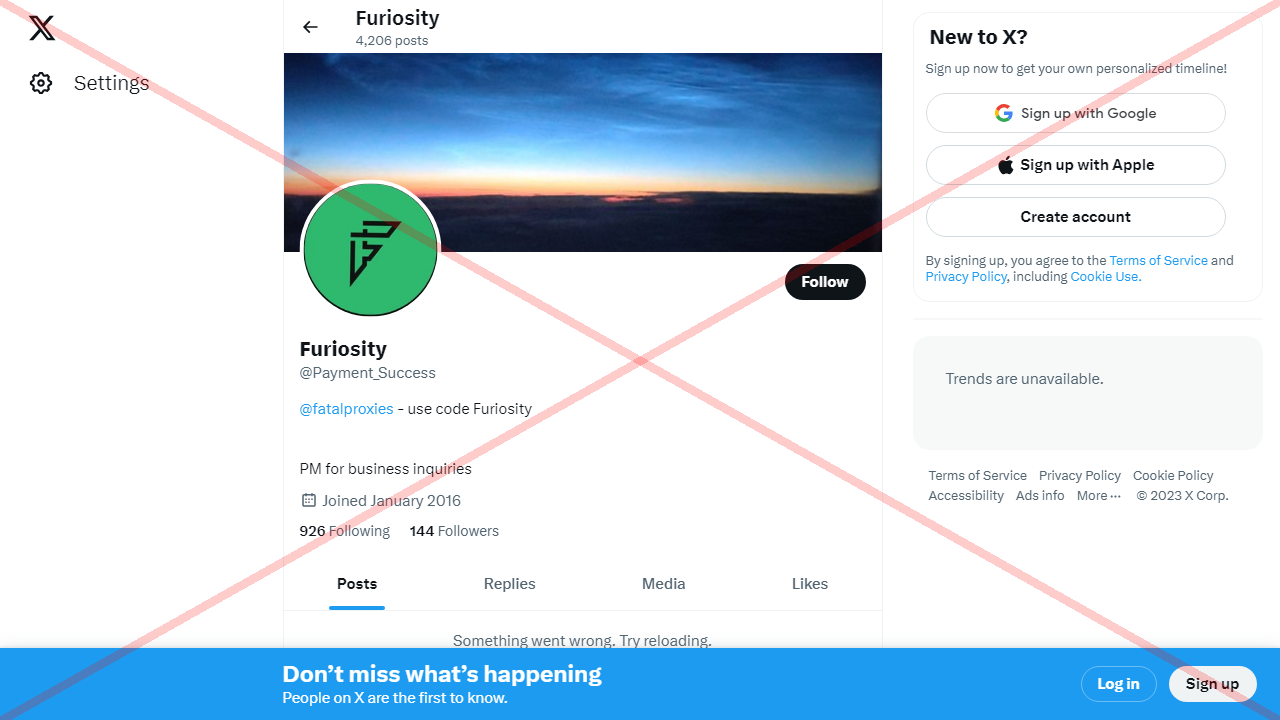 Settings
Furiosity
4,206 posts
Follow
Furiosity
@Payment_Success
@fatalproxies - use code Furiosity
PM for business inquiries
Joined January 2016
926 Following 144 Followers
Posts Replies Media Likes
Something went wrong. Try reloading.
New to X?
Sign up now to get your own personalized timeline!
Sign up with Google
Sign up with Apple
Create account
By signing up, you agree to the Terms of Service and
Privacy Policy, including Cookie Use.
Trends are unavailable.
Terms of Service Privacy Policy Cookie Policy
Accessibility Ads info More ··· © 2023 X Corp.
Don’t miss what’s happening
People on X are the first to know.
Log in Sign up